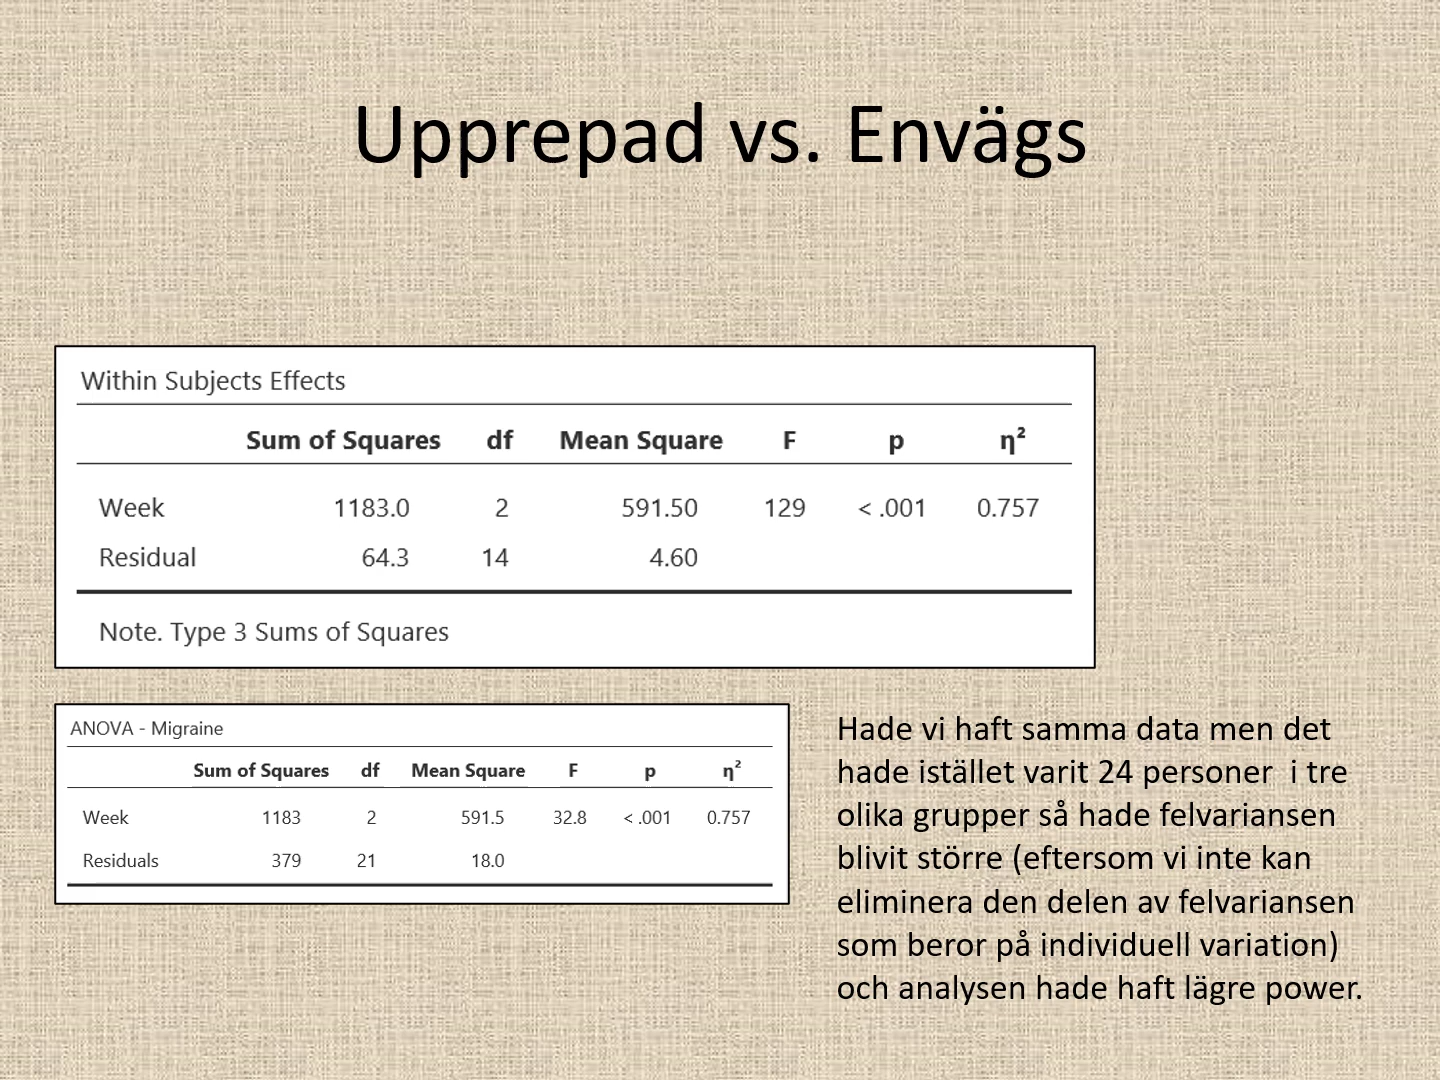 Upprepad vs. Envägs
Within Subjects Effects
Sum of Squares df Mean Square F p η²
Week 1183.0 2 591.50 129 < .001 0.757
Residual 64.3 14 4.60
Note. Type 3 Sums of Squares
ANOVA - Migraine
Sum of Squares df Mean Square F p η²
Week 1183 2 591.5 32.8 < .001 0.757
Residuals 379 21 18.0
Hade vi haft samma data men det
hade istället varit 24 personer  i tre
olika grupper så hade felvariansen
blivit större (eftersom vi inte kan
eliminera den delen av felvariansen
som beror på individuell variation)
och analysen hade haft lägre power.